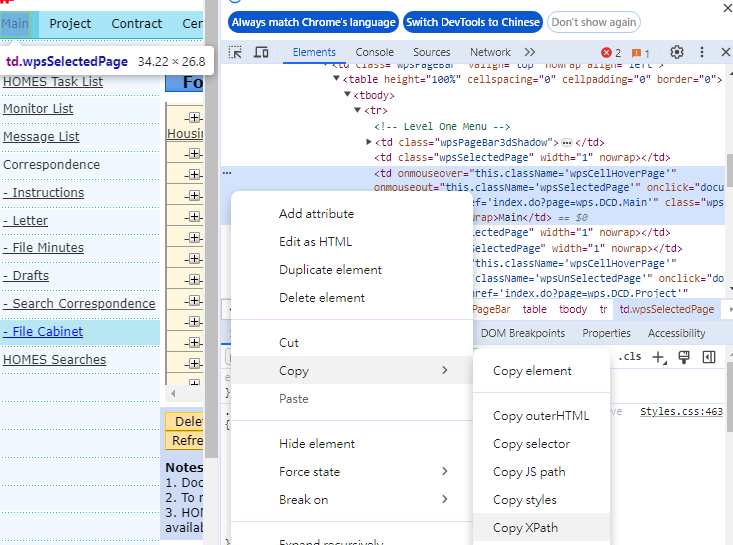 Main Project Contract Cer
td.wpsSelectedPage 34.22 × 26.8
HOMES Task List
Monitor List
Message List
Correspondence
- Instructions
- Letter
- File Minutes
- Drafts
- Search Correspondence
- File Cabinet
HOMES Searches
Fo
Housin
Delet
Refre
Notes
1. Doc
2. To r
3. HOM
availab
Always match Chrome's language
Switch DevTools to Chinese
Don't show again
Elements Console Sources Network » 2 1
<td class="wpsPageBar" valign="top" nowrap align="left">
<table height="100%" cellspacing="0" cellpadding="0" border="0">
<tbody>
<tr>
<!-- Level One Menu -->
<td class="wpsPageBar3dShadow">…</td>
<td class="wpsSelectedPage" width="1" nowrap></td>
<td onmouseover="this.className='wpsCellHoverPage'"
onmouseout="this.className='wpsSelectedPage'" onclick="docu
ref='index.do?page=wps.DCD.Main'" class="wps
wrap>Main</td> == $0
SelectedPage" width="1" nowrap></td>
SelectedPage" width="1" nowrap></td>
="this.className='wpsCellHoverPage"
this.className='wpsUnSelectedPage'" onclick="d
ref='index.do?page=wps.DCD.Project'"
PageBar table tbody tr td.wpsSelectedPage
DOM Breakpoints Properties Accessibility
.cls
Styles.css:463
Add attribute
Edit as HTML
Duplicate element
Delete element
Cut
Copy
Paste
Hide element
Force state
Break on
Expand recursively
Copy element
Copy outerHTML
Copy selector
Copy JS path
Copy styles
Copy XPath